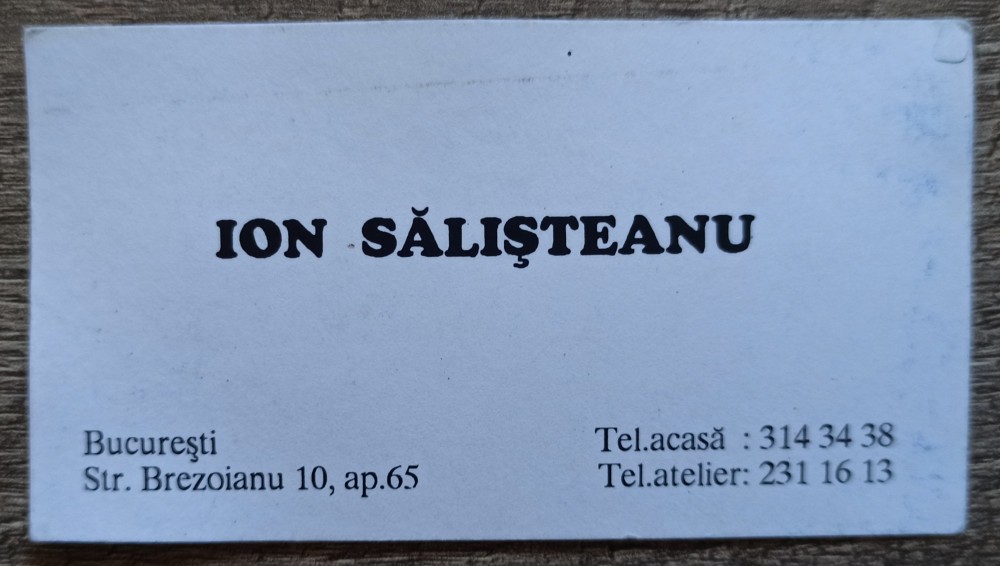 ION SĂLIŞTEANU
Bucureşti
Str. Brezoianu 10, ap.65
Tel.acasă : 314 34 38
Tel.atelier: 231 16 13